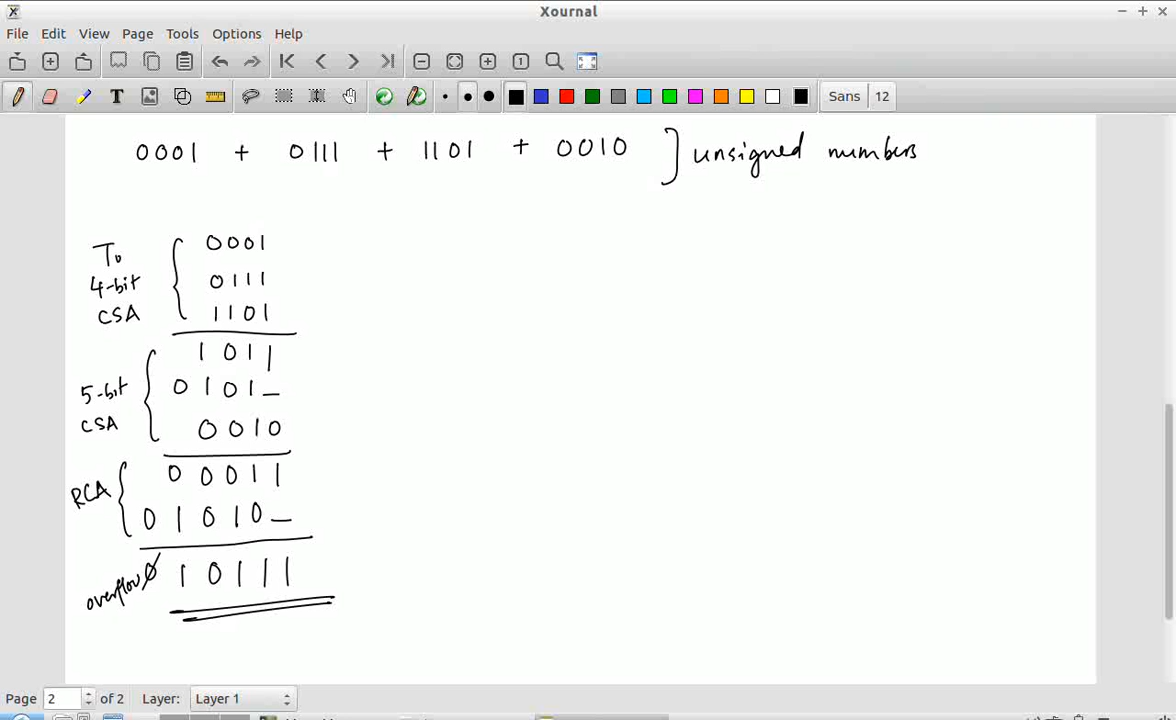 Xournal
File Edit View Page Tools Options Help
Sans 12
0001 + 0111 + 1101 + 0010 ] unsigned numbers
To 4-bit CSA { 0001
0111
1101
5-bit CSA { 1011
0101_
0010
RCA { 00011
01010_
overflow 0 10111
Page 2 of 2 Layer: Layer 1